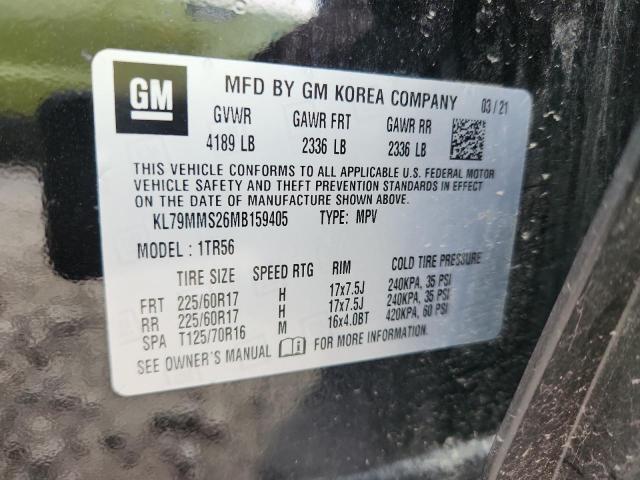 GM
MFD BY GM KOREA COMPANY 03/21
GVWR GAWR FRT GAWR RR
4189 LB 2336 LB 2336 LB
THIS VEHICLE CONFORMS TO ALL APPLICABLE U.S. FEDERAL MOTOR
VEHICLE SAFETY AND THEFT PREVENTION STANDARDS IN EFFECT
ON THE DATE OF MANUFACTURE SHOWN ABOVE.
KL79MMS26MB159405 TYPE: MPV
MODEL: 1TR56
TIRE SIZE SPEED RTG RIM COLD TIRE PRESSURE
FRT 225/60R17 H 17x7.5J 240KPA, 35 PSI
RR 225/60R17 H 17x7.5J 240KPA, 35 PSI
SPA T125/70R16 M 16x4.0BT 420KPA, 60 PSI
SEE OWNER'S MANUAL FOR MORE INFORMATION.